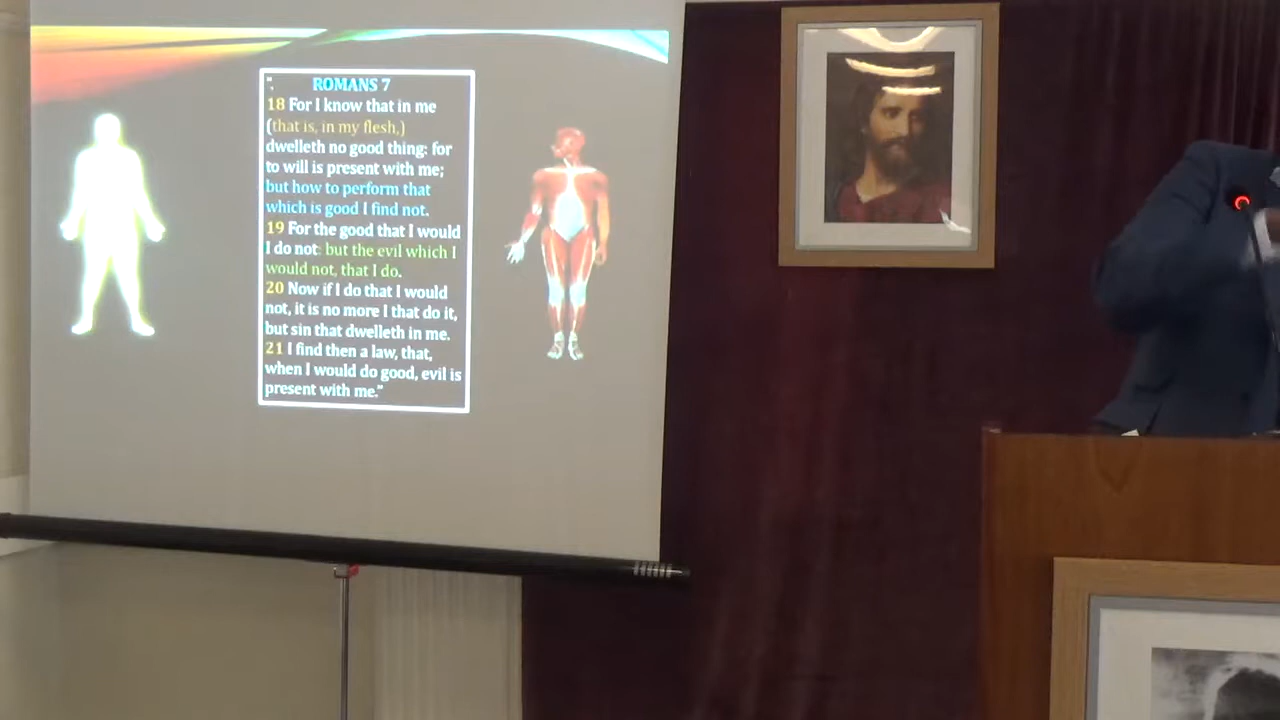 ". ROMANS 7
18 For I know that in me
(that is, in my flesh,)
dwelleth no good thing: for
to will is present with me;
but how to perform that
which is good I find not.
19 For the good that I would
I do not: but the evil which I
would not, that I do.
20 Now if I do that I would
not, it is no more I that do it,
but sin that dwelleth in me.
21 I find then a law, that,
when I would do good, evil is
present with me."